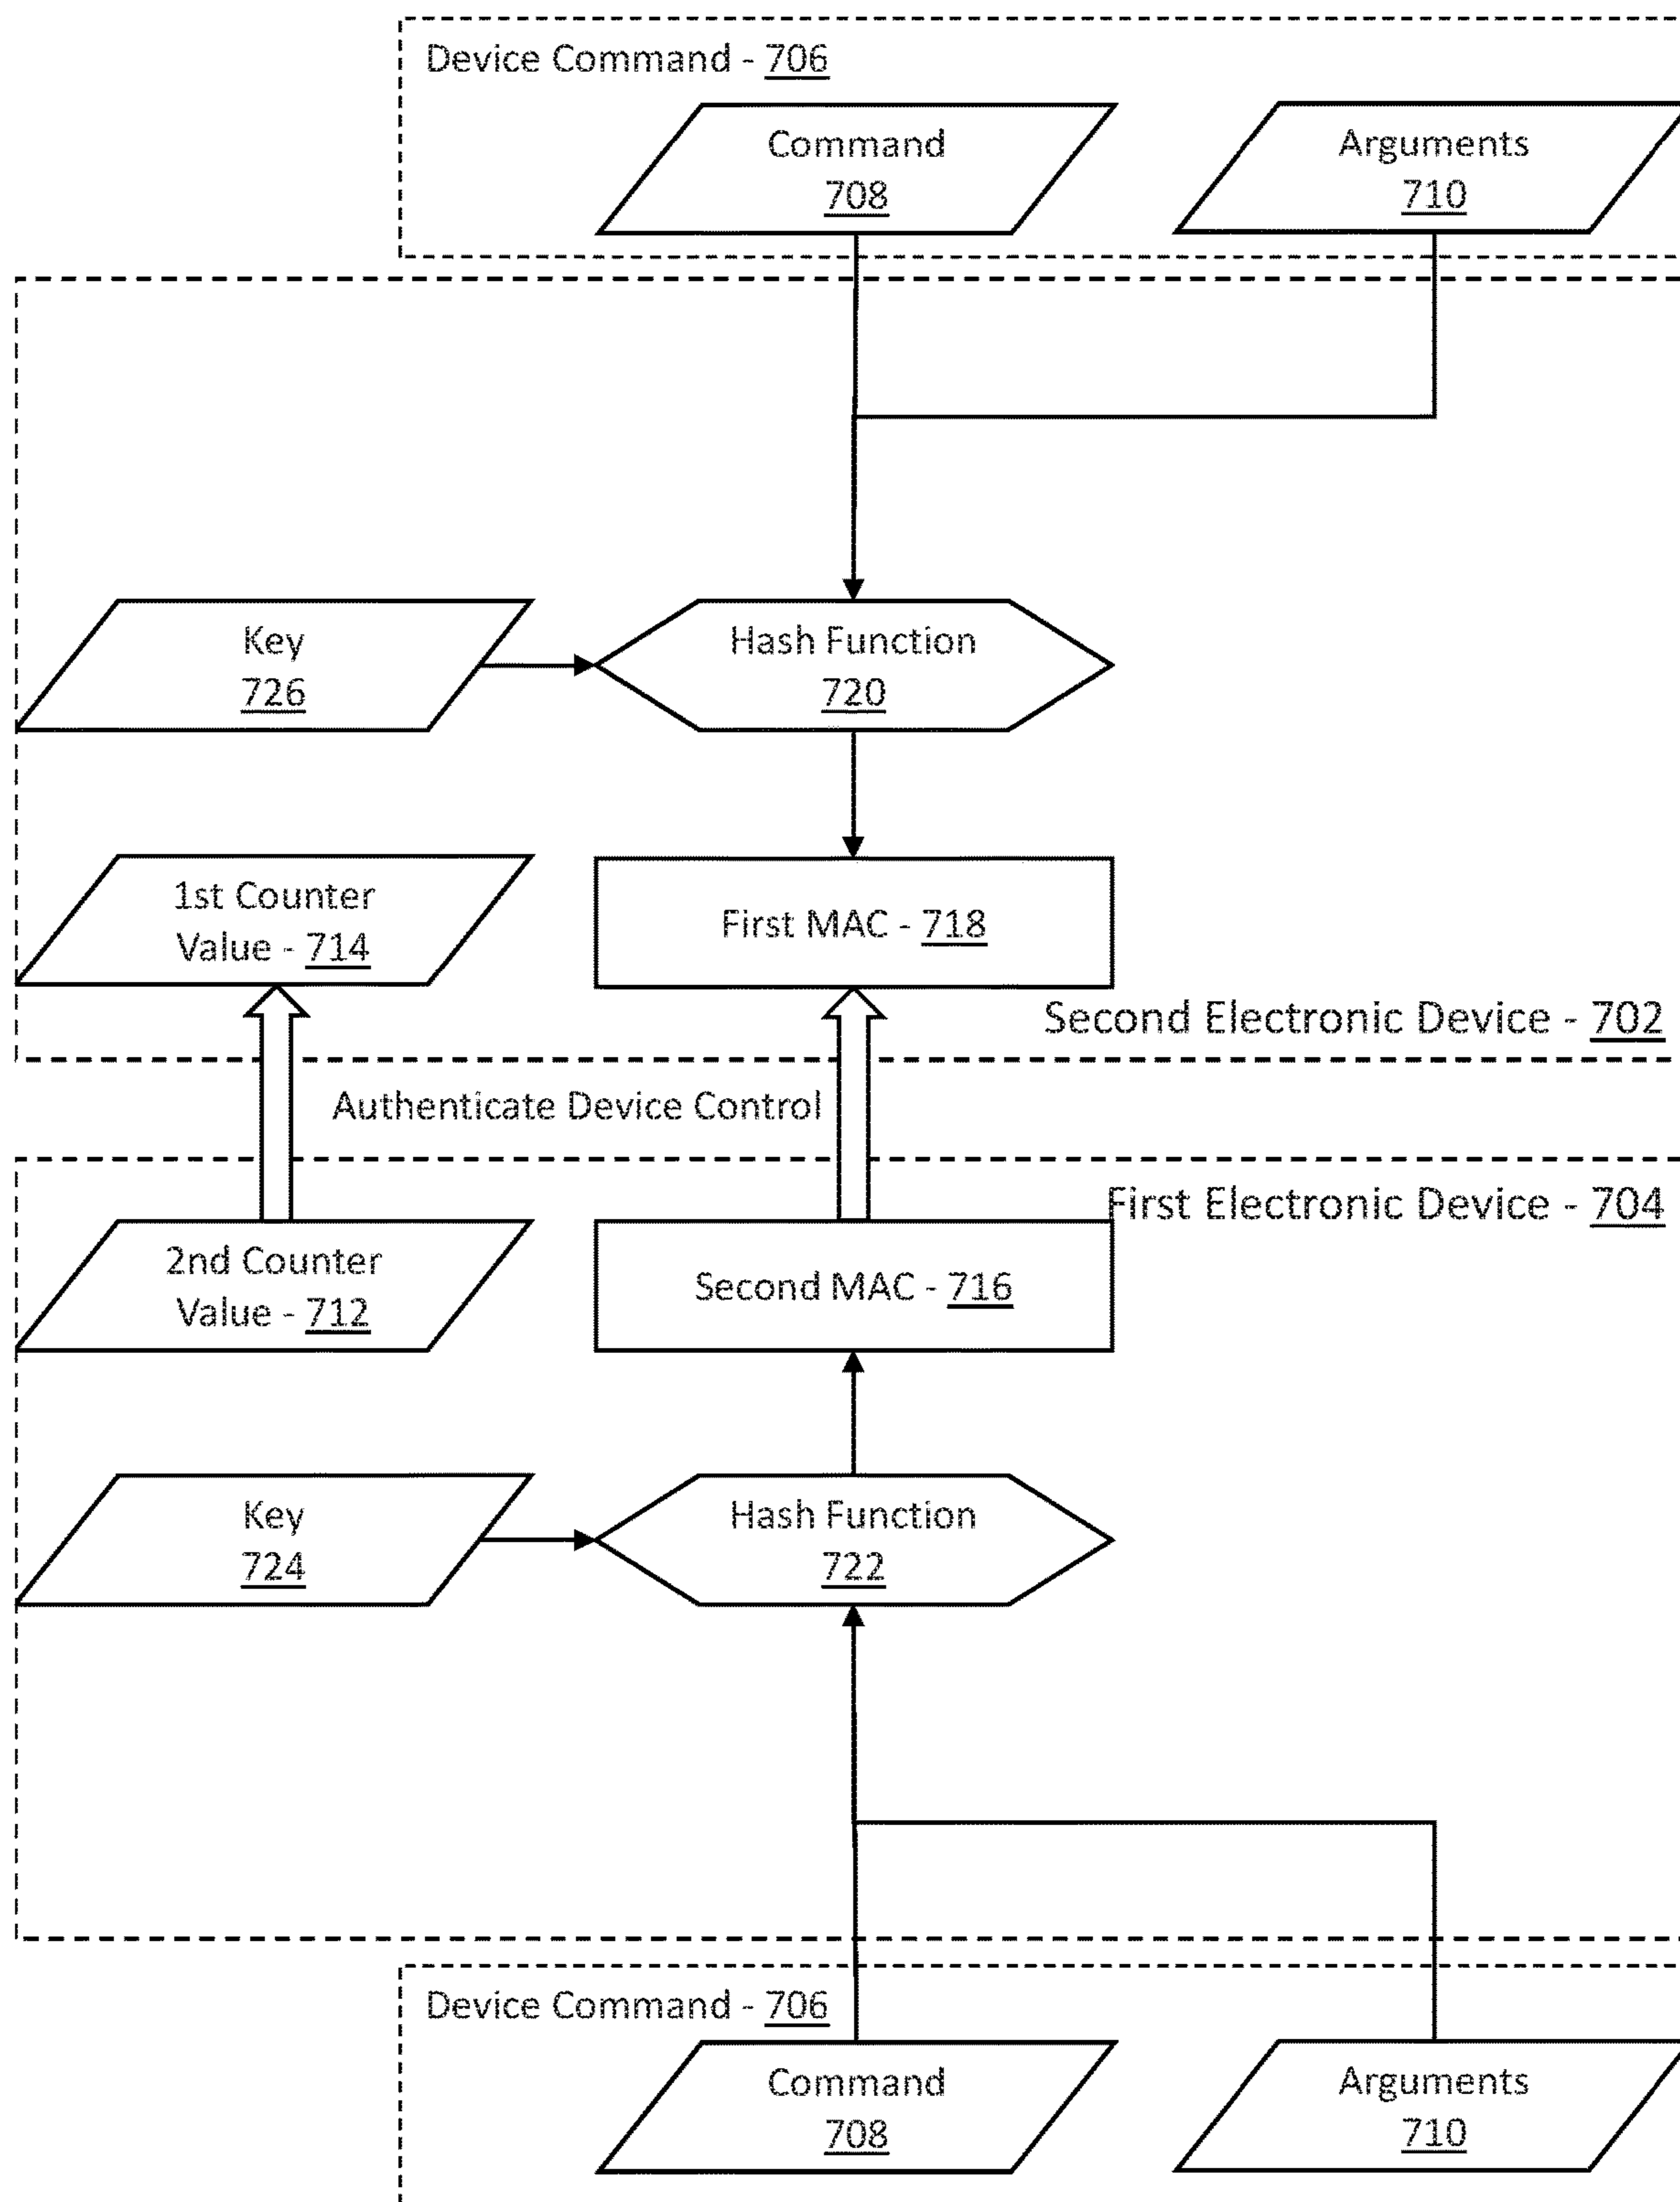 Device Command - 706
Command
708
Arguments
710
Key
726
Hash Function
720
1st Counter
Value - 714
First MAC - 718
Second Electronic Device - 702
Authenticate Device Control
First Electronic Device - 704
2nd Counter
Value - 712
Second MAC - 716
Key
724
Hash Function
722
Device Command - 706
Command
708
Arguments
710